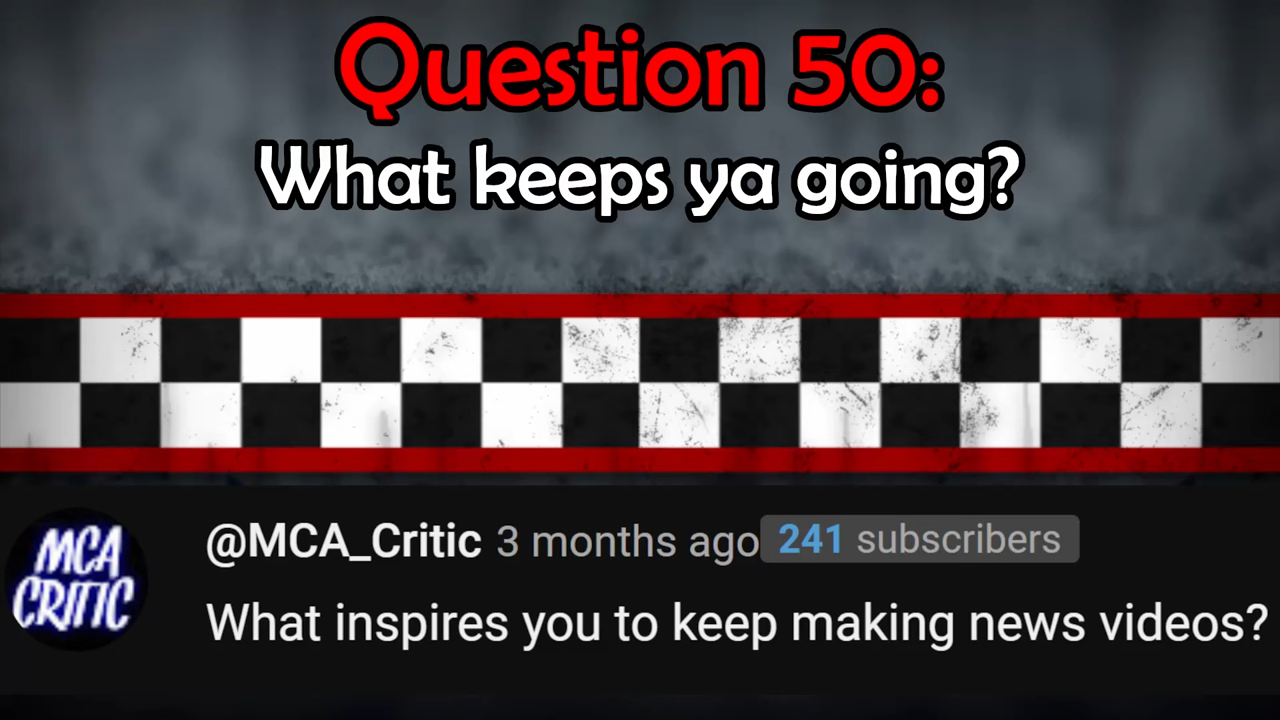 Question 50:
What keeps ya going?
MCA
CRITIC
@MCA_Critic 3 months ago 241 subscribers
What inspires you to keep making news videos?